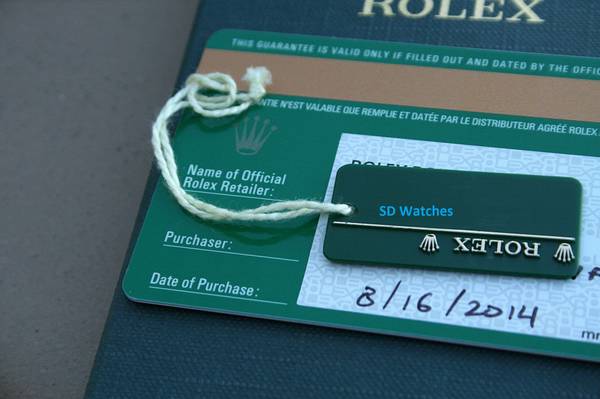 ROLEX
THIS GUARANTEE IS VALID ONLY IF FILLED OUT AND DATED BY THE
NTIE N'EST VALABLE QUE REMPLIE ET DATÉE PAR LE DISTRIBUTEUR AGRÉÉ ROLEX
Name of Official
Rolex Retailer:
SD Watches
ROLEX
Purchaser:
Date of Purchase:
8/16/2014